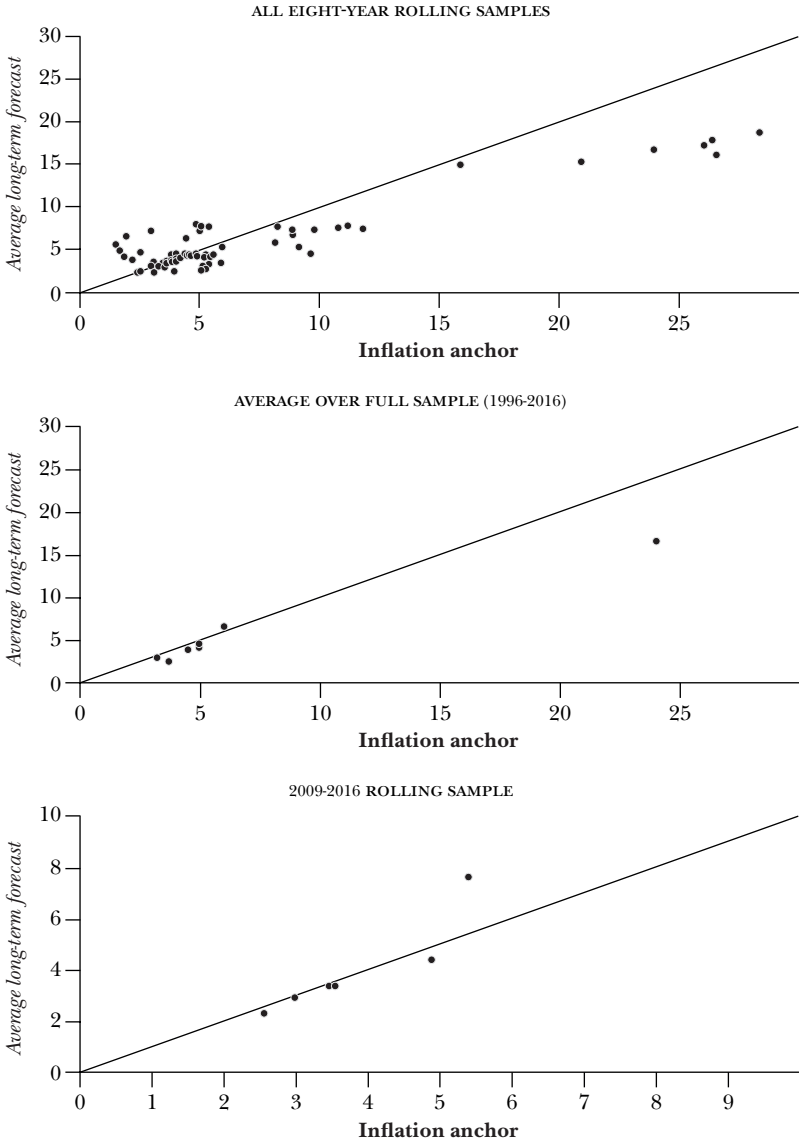 ALL EIGHT-YEAR ROLLING SAMPLES
30
25
20
15
10
5
0
Average long-term forecast
0 5 10 15 20 25
Inflation anchor
AVERAGE OVER FULL SAMPLE (1996-2016)
30
25
20
15
10
5
0
Average long-term forecast
0 5 10 15 20 25
Inflation anchor
2009-2016 ROLLING SAMPLE
10
8
6
4
2
0
Average long-term forecast
0 1 2 3 4 5 6 7 8 9
Inflation anchor